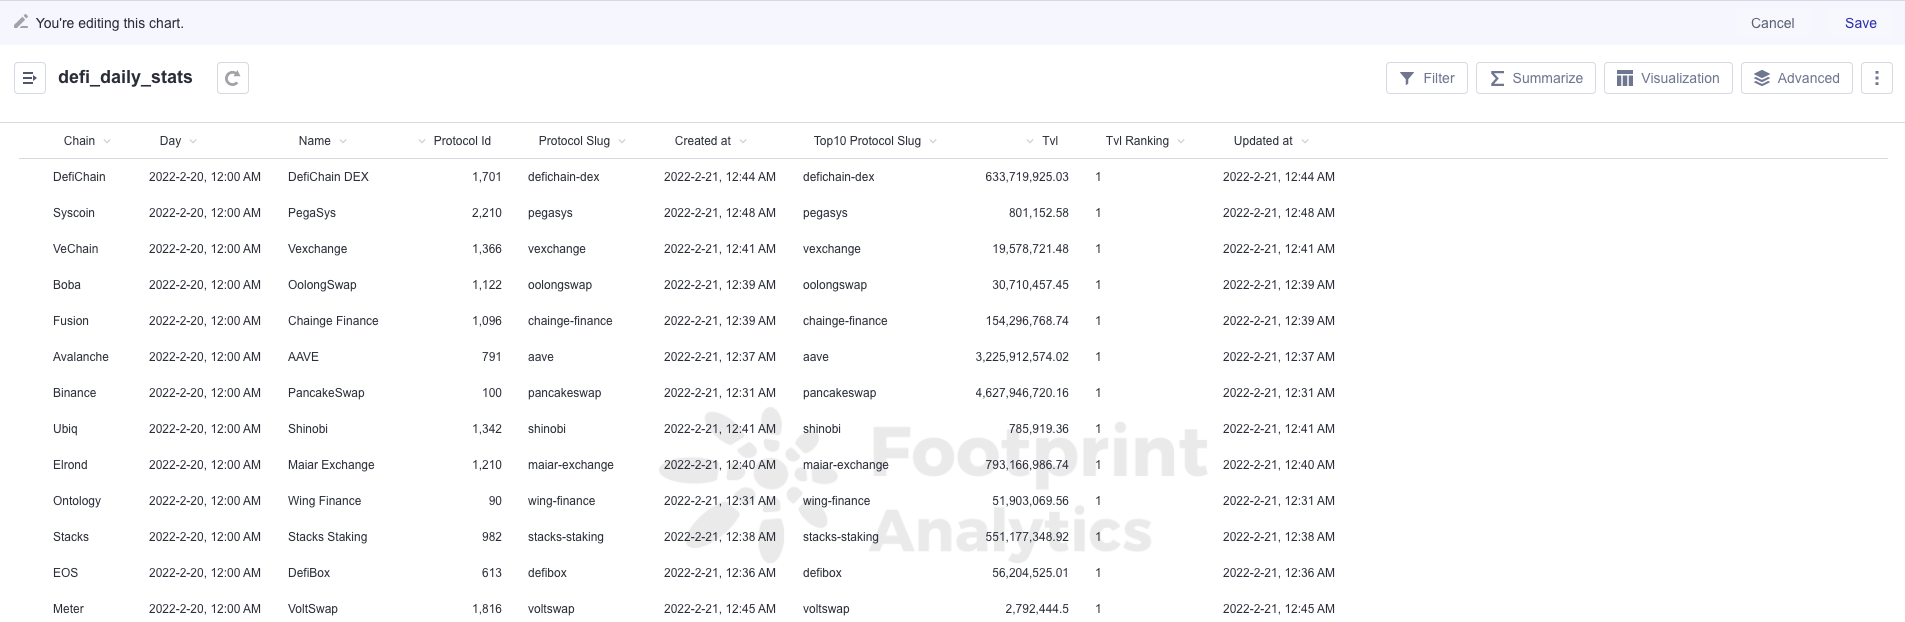 You're editing this chart. Cancel Save
defi_daily_stats Filter Summarize Visualization Advanced
Chain Day Name Protocol Id Protocol Slug Created at Top10 Protocol Slug Tvl Tvl Ranking Updated at
DefiChain 2022-2-20, 12:00 AM DefiChain DEX 1,701 defichain-dex 2022-2-21, 12:44 AM defichain-dex 633,719,925.03 1 2022-2-21, 12:44 AM
Syscoin 2022-2-20, 12:00 AM PegaSys 2,210 pegasys 2022-2-21, 12:48 AM pegasys 801,152.58 1 2022-2-21, 12:48 AM
VeChain 2022-2-20, 12:00 AM Vexchange 1,366 vexchange 2022-2-21, 12:41 AM vexchange 19,578,721.48 1 2022-2-21, 12:41 AM
Boba 2022-2-20, 12:00 AM OolongSwap 1,122 oolongswap 2022-2-21, 12:39 AM oolongswap 30,710,457.45 1 2022-2-21, 12:39 AM
Fusion 2022-2-20, 12:00 AM Chainge Finance 1,096 chainge-finance 2022-2-21, 12:39 AM chainge-finance 154,296,768.74 1 2022-2-21, 12:39 AM
Avalanche 2022-2-20, 12:00 AM AAVE 791 aave 2022-2-21, 12:37 AM aave 3,225,912,574.02 1 2022-2-21, 12:37 AM
Binance 2022-2-20, 12:00 AM PancakeSwap 100 pancakeswap 2022-2-21, 12:31 AM pancakeswap 4,627,946,720.16 1 2022-2-21, 12:31 AM
Ubiq 2022-2-20, 12:00 AM Shinobi 1,342 shinobi 2022-2-21, 12:41 AM shinobi 785,919.36 1 2022-2-21, 12:41 AM
Footprint
Elrond 2022-2-20, 12:00 AM Maiar Exchange 1,210 maiar-exchange 2022-2-21, 12:40 AM maiar-exchange 793,166,986.74 1 2022-2-21, 12:40 AM
Ontology 2022-2-20, 12:00 AM Wing Finance 90 wing-finance 2022-2-21, 12:31 AM wing-finance 51,903,069.56 1 2022-2-21, 12:31 AM
Analytics
Stacks 2022-2-20, 12:00 AM Stacks Staking 982 stacks-staking 2022-2-21, 12:38 AM stacks-staking 551,177,348.92 1 2022-2-21, 12:38 AM
EOS 2022-2-20, 12:00 AM DefiBox 613 defibox 2022-2-21, 12:36 AM defibox 56,204,525.01 1 2022-2-21, 12:36 AM
Meter 2022-2-20, 12:00 AM VoltSwap 1,816 voltswap 2022-2-21, 12:45 AM voltswap 2,792,444.5 1 2022-2-21, 12:45 AM